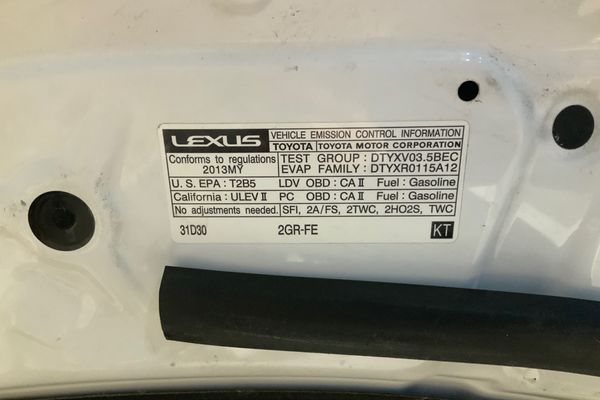 LEXUS VEHICLE EMISSION CONTROL INFORMATION
TOYOTA TOYOTA MOTOR CORPORATION
Conforms to regulations TEST GROUP : DTYXV03.5BEC
2013MY EVAP FAMILY : DTYXR0115A12
U. S. EPA : T2B5 LDV OBD : CA II Fuel : Gasoline
California : ULEV II PC OBD : CA II Fuel : Gasoline
No adjustments needed. SFI, 2A/FS, 2TWC, 2HO2S, TWC
31D30 2GR-FE KT